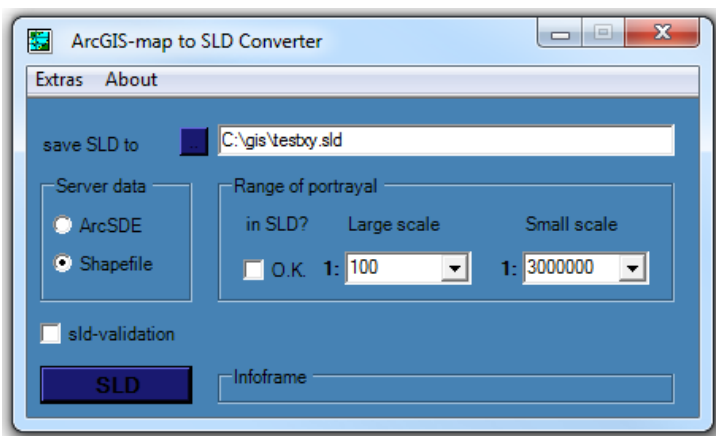 ArcGIS-map to SLD Converter
Extras About
save SLD to .. C:\gis\testxy.sld
Server data
Range of portrayal
ArcSDE
in SLD? Large scale Small scale
Shapefile
O.K. 1: 100 1: 3000000
sld-validation
SLD
Infoframe